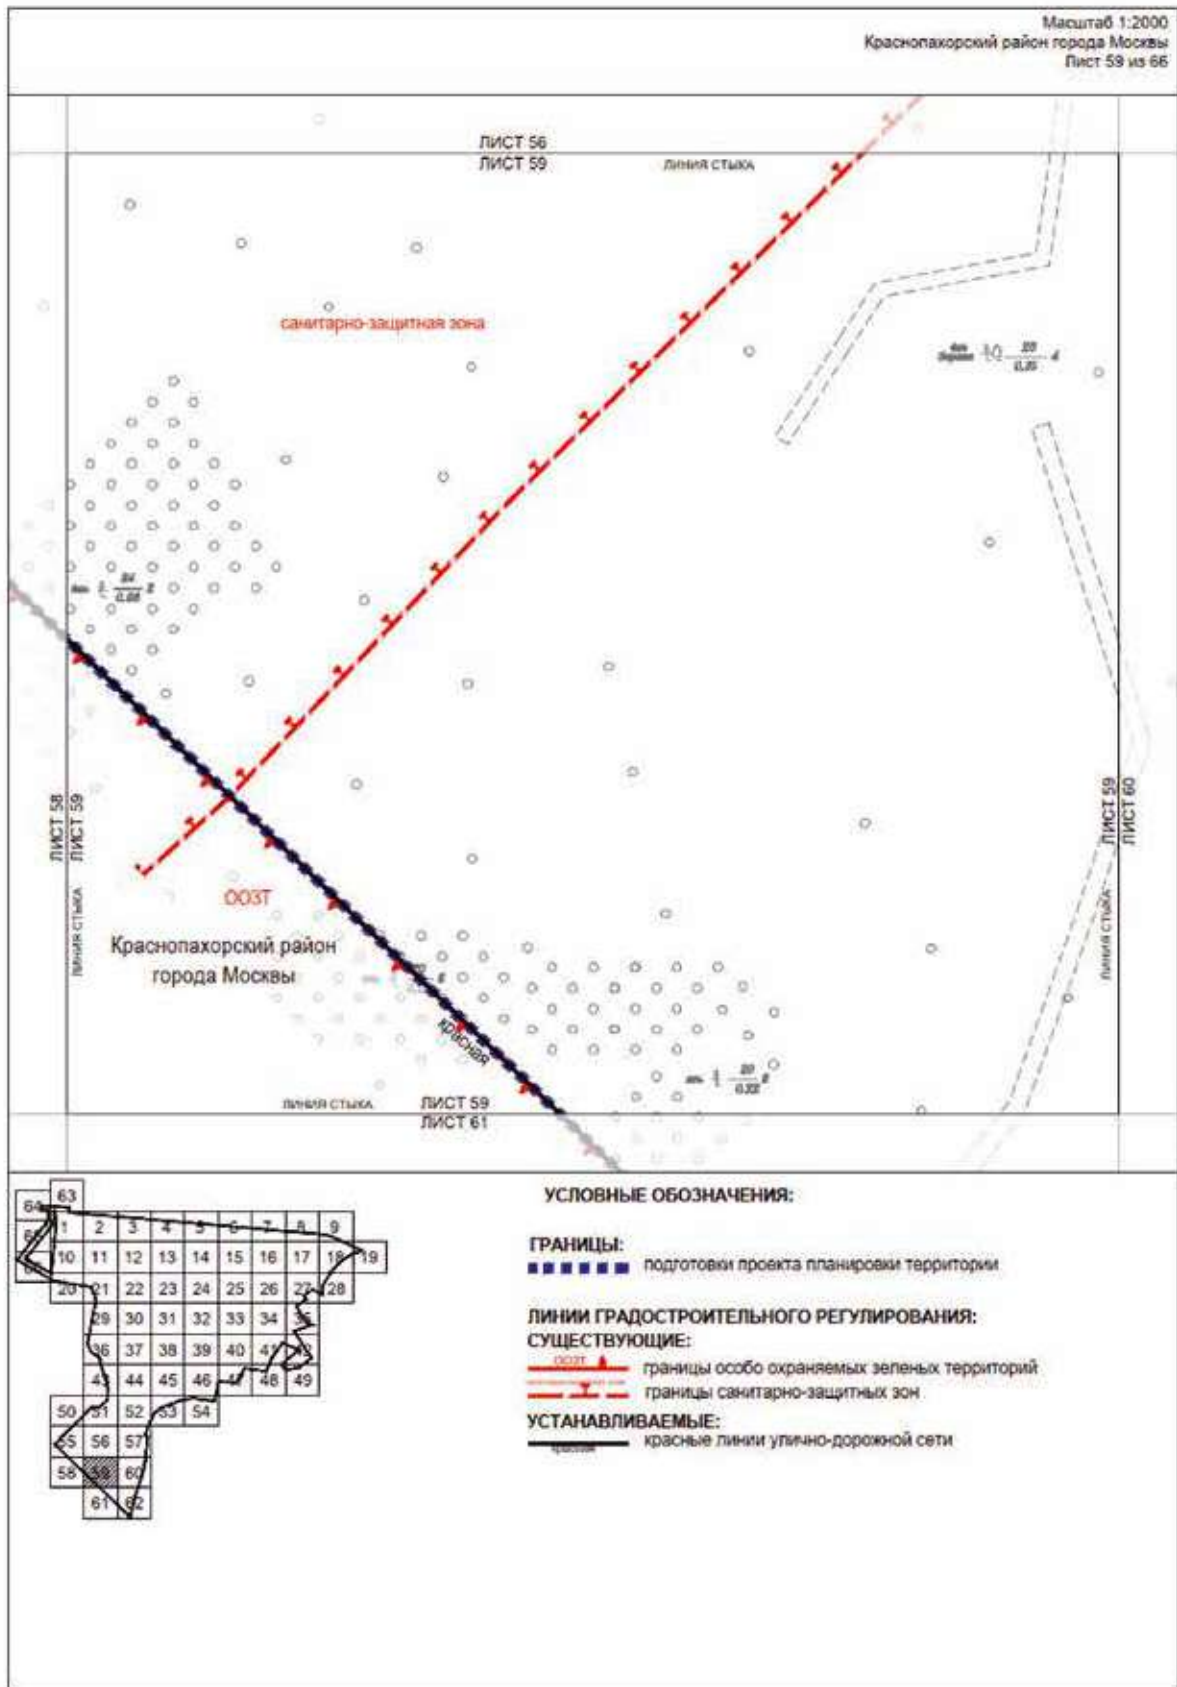 Масштаб 1:2000
Краснопахорский район города Москвы
Лист 59 из 66
ЛИСТ 56
ЛИСТ 59
ЛИНИЯ СТЫКА
санитарно-защитная зона
ЛИСТ 58
ЛИСТ 59
ЛИНИЯ СТЫКА
ЛИСТ 59
ЛИСТ 60
ЛИНИЯ СТЫКА
ООЗТ
Краснопахорский район
города Москвы
красная
ЛИНИЯ СТЫКА
ЛИСТ 59
ЛИСТ 61
63
64
1 2 3 4 5 6 7 8 9
10 11 12 13 14 15 16 17 18 19
20 21 22 23 24 25 26 27 28
29 30 31 32 33 34 35
36 37 38 39 40 41 42
43 44 45 46 47 48 49
50 51 52 53 54
55 56 57
58 59 60
61 62
УСЛОВНЫЕ ОБОЗНАЧЕНИЯ:
ГРАНИЦЫ:
подготовки проекта планировки территории
ЛИНИИ ГРАДОСТРОИТЕЛЬНОГО РЕГУЛИРОВАНИЯ:
СУЩЕСТВУЮЩИЕ:
ООЗТ
границы особо охраняемых зеленых территорий
границы санитарно-защитных зон
УСТАНАВЛИВАЕМЫЕ:
красные линии улично-дорожной сети
красная